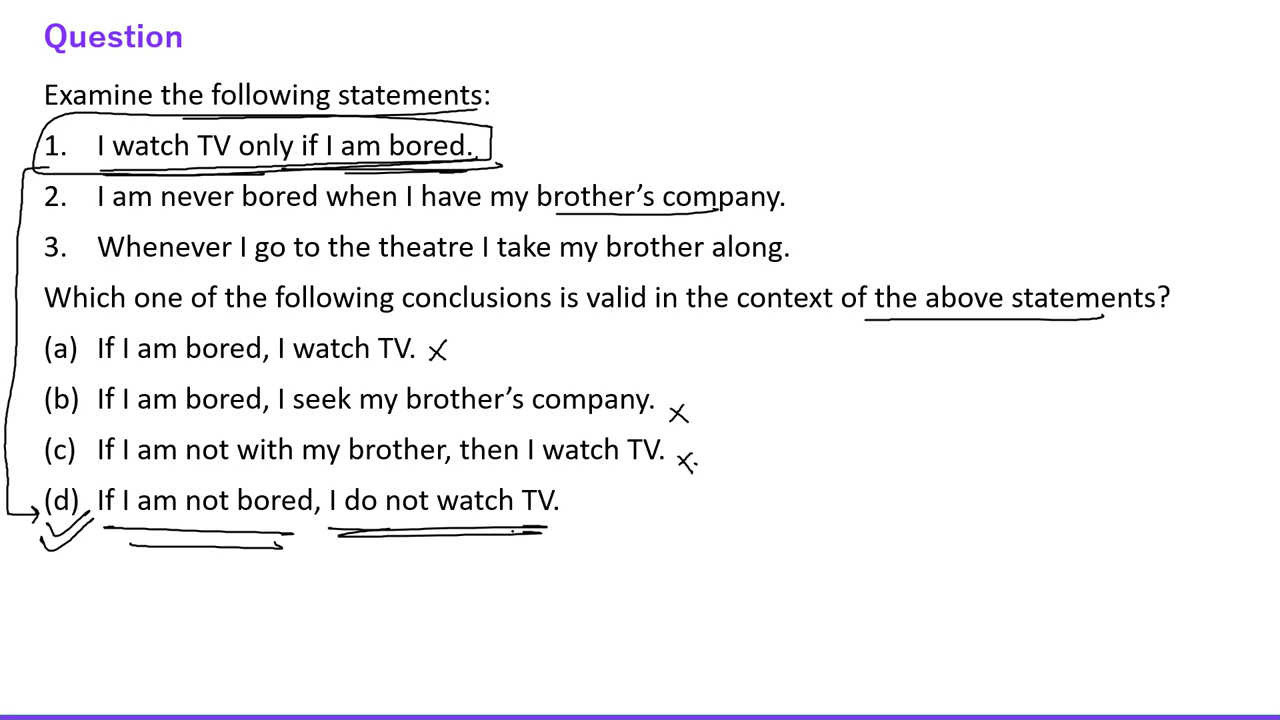 Question
Examine the following statements:
1. I watch TV only if I am bored.
2. I am never bored when I have my brother’s company.
3. Whenever I go to the theatre I take my brother along.
Which one of the following conclusions is valid in the context of the above statements?
(a) If I am bored, I watch TV.
(b) If I am bored, I seek my brother’s company.
(c) If I am not with my brother, then I watch TV.
(d) If I am not bored, I do not watch TV.